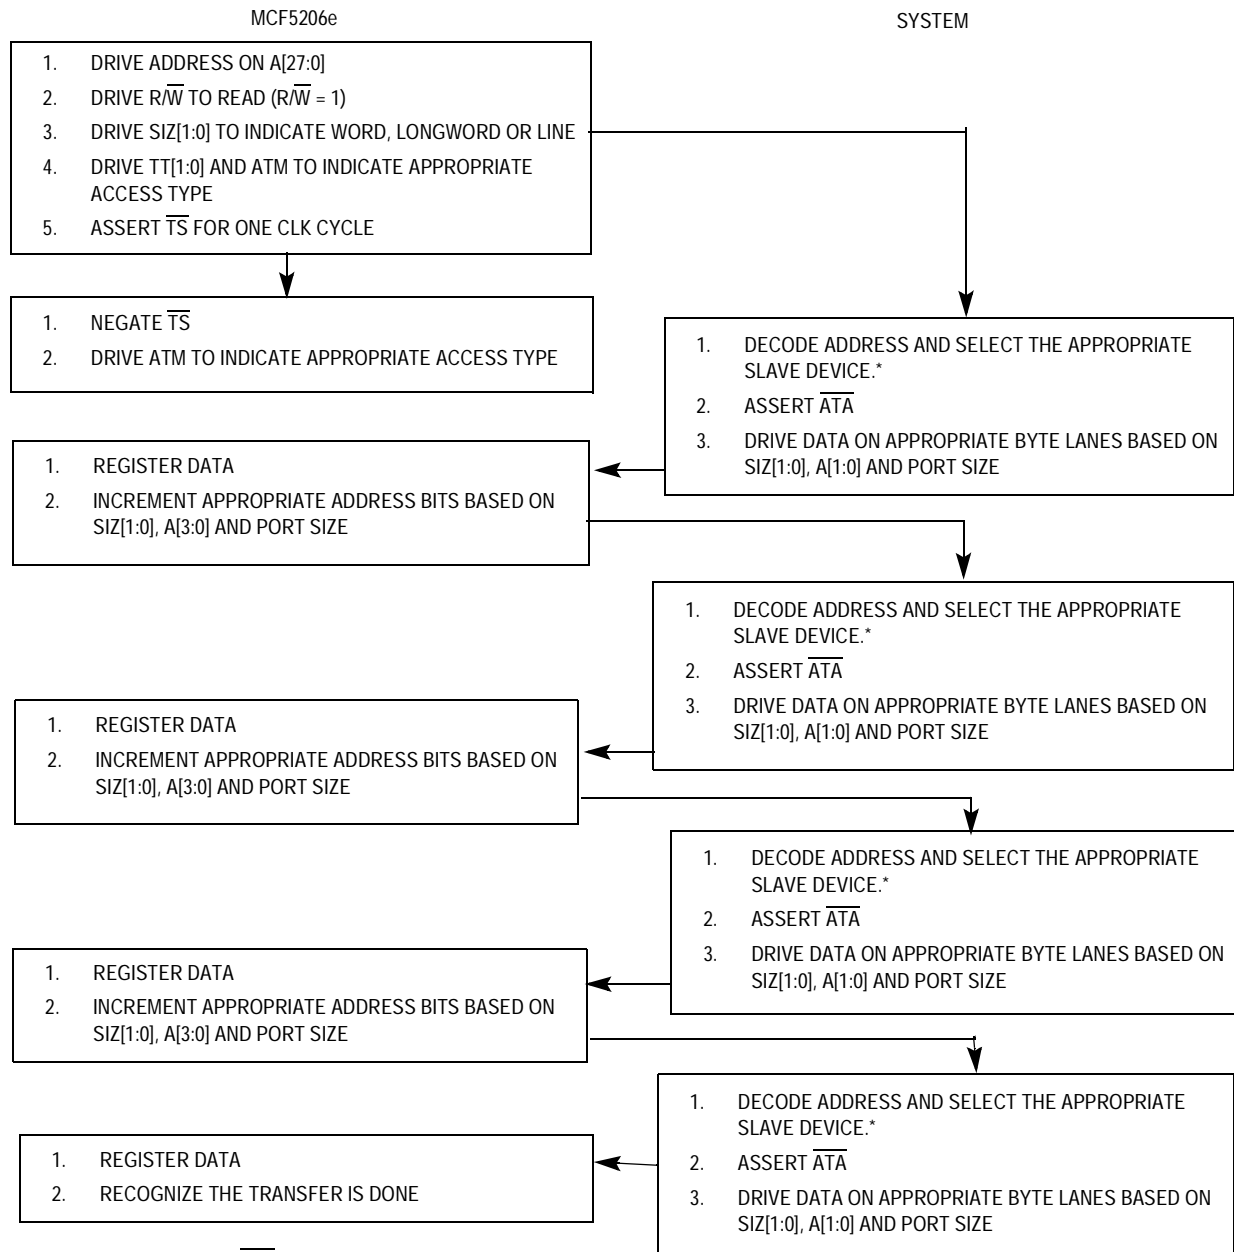 MCF5206e
SYSTEM
1. DRIVE ADDRESS ON A[27:0]
2. DRIVE R/W̅ TO READ (R/W̅ = 1)
3. DRIVE SIZ[1:0] TO INDICATE WORD, LONGWORD OR LINE
4. DRIVE TT[1:0] AND ATM TO INDICATE APPROPRIATE
ACCESS TYPE
5. ASSERT T̅S̅ FOR ONE CLK CYCLE
1. NEGATE T̅S̅
2. DRIVE ATM TO INDICATE APPROPRIATE ACCESS TYPE
1. DECODE ADDRESS AND SELECT THE APPROPRIATE
SLAVE DEVICE.*
2. ASSERT A̅T̅A̅
3. DRIVE DATA ON APPROPRIATE BYTE LANES BASED ON
SIZ[1:0], A[1:0] AND PORT SIZE
1. REGISTER DATA
2. INCREMENT APPROPRIATE ADDRESS BITS BASED ON
SIZ[1:0], A[3:0] AND PORT SIZE
1. DECODE ADDRESS AND SELECT THE APPROPRIATE
SLAVE DEVICE.*
2. ASSERT A̅T̅A̅
3. DRIVE DATA ON APPROPRIATE BYTE LANES BASED ON
SIZ[1:0], A[1:0] AND PORT SIZE
1. REGISTER DATA
2. INCREMENT APPROPRIATE ADDRESS BITS BASED ON
SIZ[1:0], A[3:0] AND PORT SIZE
1. DECODE ADDRESS AND SELECT THE APPROPRIATE
SLAVE DEVICE.*
2. ASSERT A̅T̅A̅
3. DRIVE DATA ON APPROPRIATE BYTE LANES BASED ON
SIZ[1:0], A[1:0] AND PORT SIZE
1. REGISTER DATA
2. INCREMENT APPROPRIATE ADDRESS BITS BASED ON
SIZ[1:0], A[3:0] AND PORT SIZE
1. DECODE ADDRESS AND SELECT THE APPROPRIATE
SLAVE DEVICE.*
2. ASSERT A̅T̅A̅
3. DRIVE DATA ON APPROPRIATE BYTE LANES BASED ON
SIZ[1:0], A[1:0] AND PORT SIZE
1. REGISTER DATA
2. RECOGNIZE THE TRANSFER IS DONE